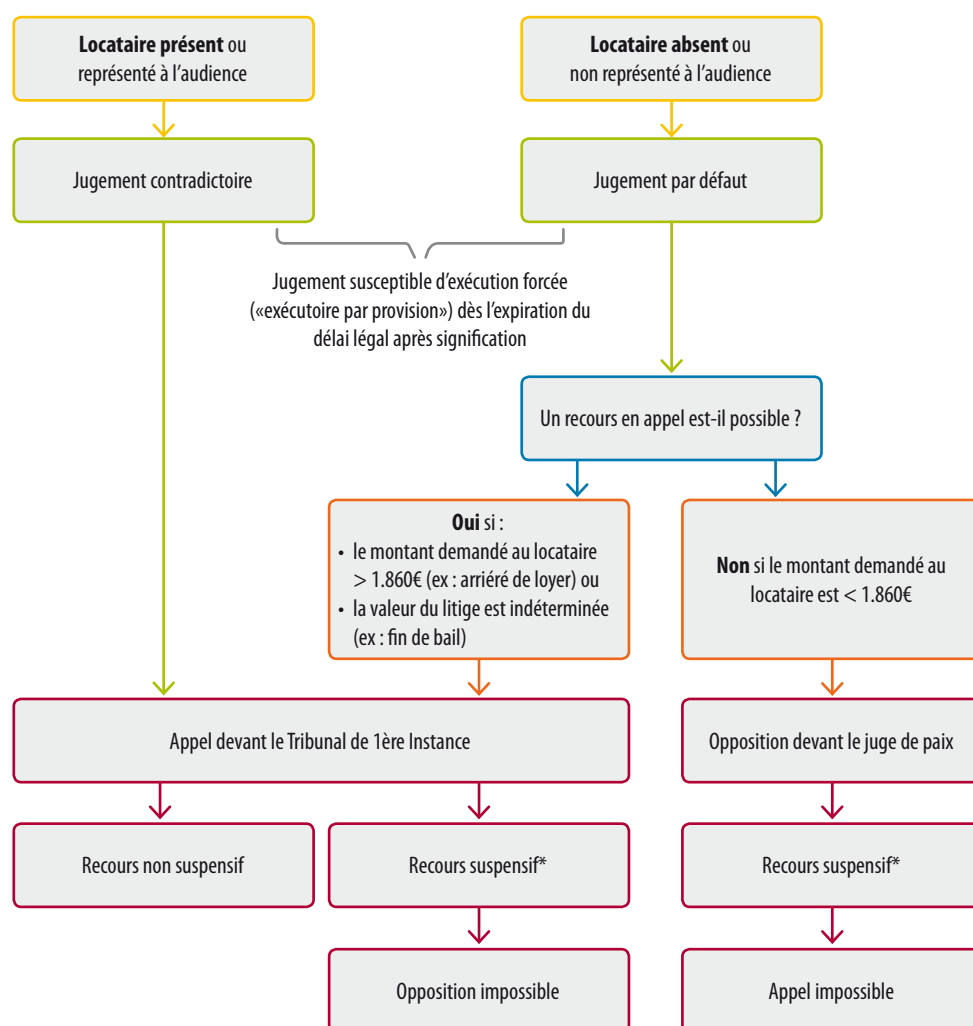 Locataire présent ou
représenté à l'audience
Locataire absent ou
non représenté à l'audience
Jugement contradictoire
Jugement par défaut
Jugement susceptible d'exécution forcée
(«exécutoire par provision») dès l'expiration du
délai légal après signification
Un recours en appel est-il possible ?
Oui si :
• le montant demandé au locataire
> 1.860€ (ex : arriéré de loyer) ou
• la valeur du litige est indéterminée
(ex : fin de bail)
Non si le montant demandé au
locataire est < 1.860€
Appel devant le Tribunal de 1ère Instance
Opposition devant le juge de paix
Recours non suspensif
Recours suspensif*
Recours suspensif*
Opposition impossible
Appel impossible